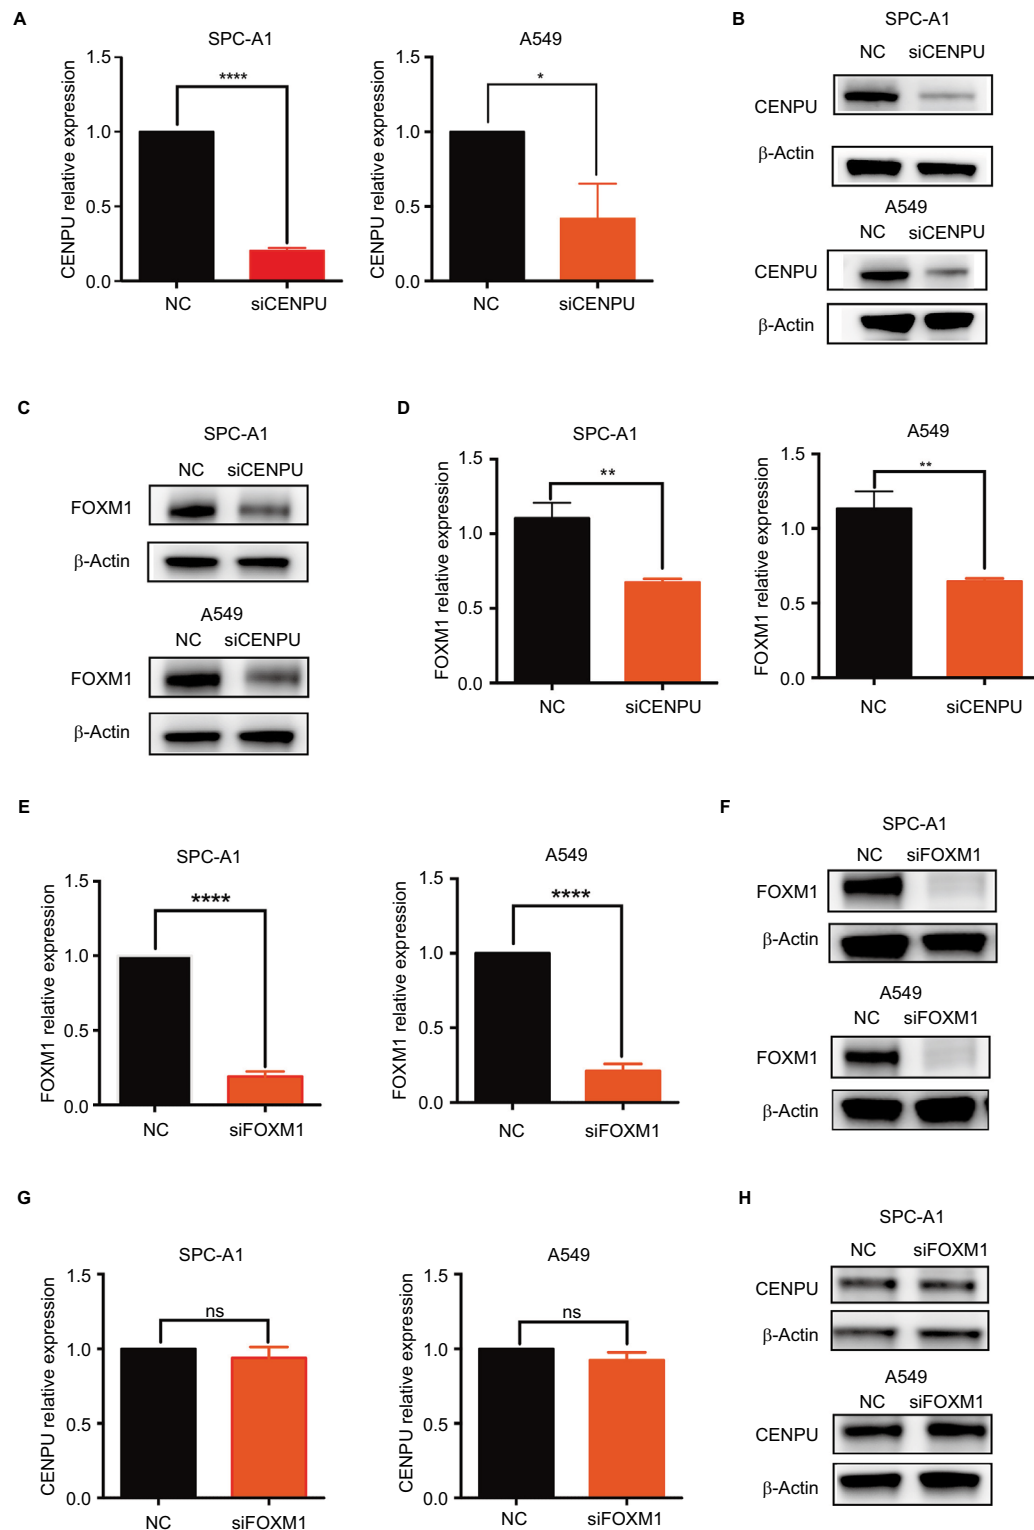 A
SPC-A1
CENPU relative expression
1.5
1.0
0.5
0.0
****
NC siCENPU
A549
CENPU relative expression
1.5
1.0
0.5
0.0
*
NC siCENPU
B
SPC-A1
NC siCENPU
CENPU
β-Actin
A549
NC siCENPU
CENPU
β-Actin
C
SPC-A1
NC siCENPU
FOXM1
β-Actin
A549
NC siCENPU
FOXM1
β-Actin
D
SPC-A1
FOXM1 relative expression
1.5
1.0
0.5
0.0
**
NC siCENPU
A549
FOXM1 relative expression
1.5
1.0
0.5
0.0
**
NC siCENPU
E
SPC-A1
FOXM1 relative expression
1.5
1.0
0.5
0.0
****
NC siFOXM1
A549
FOXM1 relative expression
1.5
1.0
0.5
0.0
****
NC siFOXM1
F
SPC-A1
NC siFOXM1
FOXM1
β-Actin
A549
NC siFOXM1
FOXM1
β-Actin
G
SPC-A1
CENPU relative expression
1.5
1.0
0.5
0.0
ns
NC siFOXM1
A549
CENPU relative expression
1.5
1.0
0.5
0.0
ns
NC siFOXM1
H
SPC-A1
NC siFOXM1
CENPU
β-Actin
A549
NC siFOXM1
CENPU
β-Actin